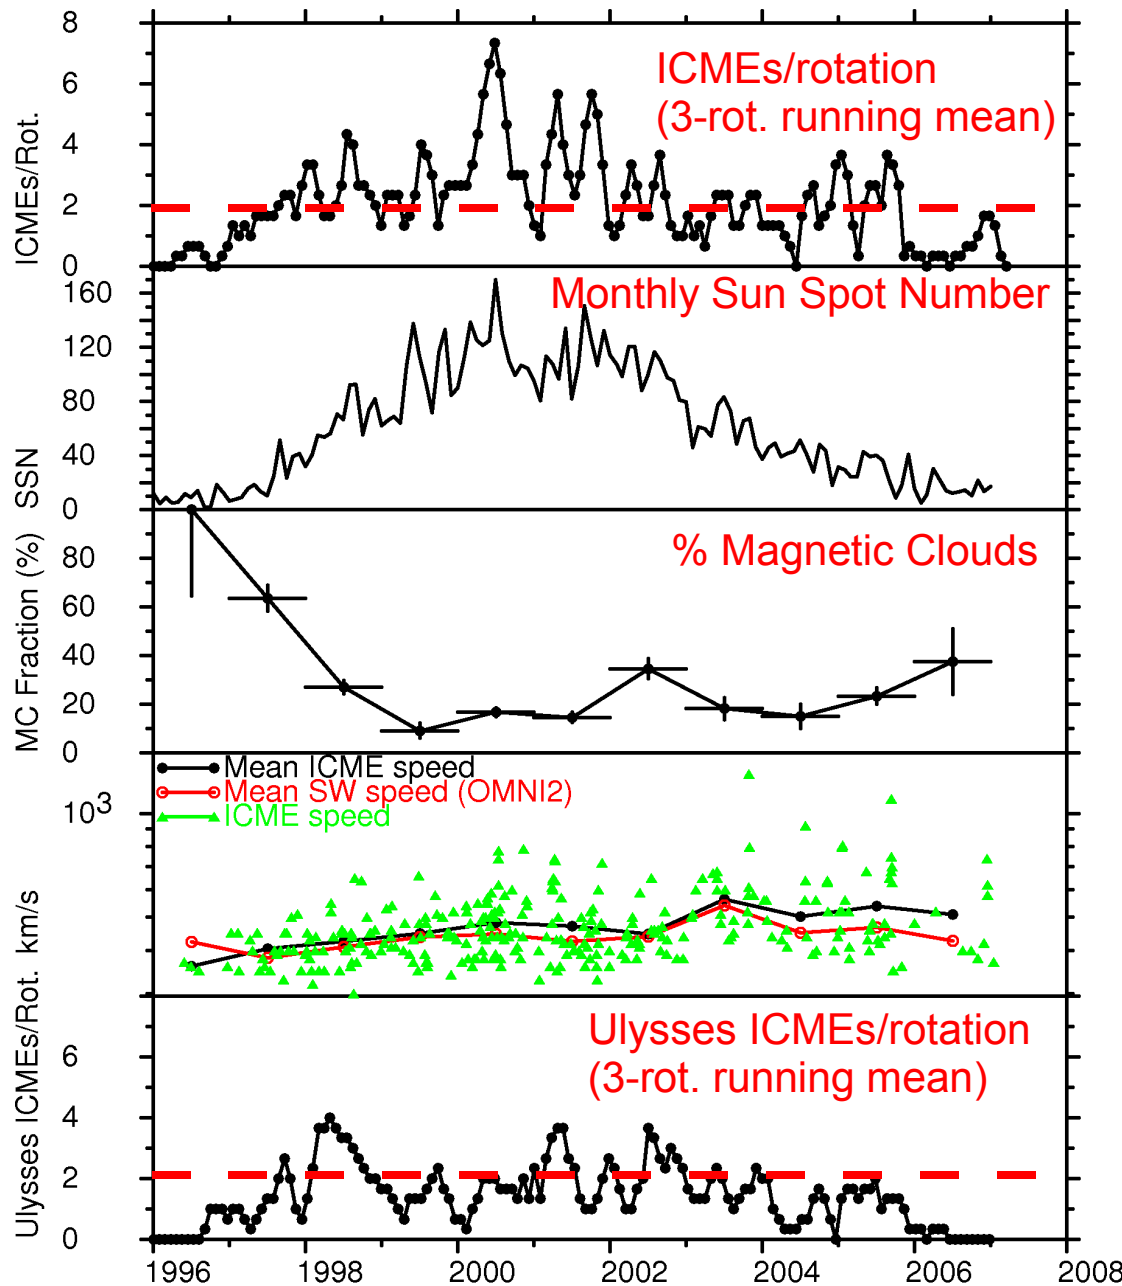 8
6
4
2
0
ICMEs/Rot.
ICMEs/rotation
(3-rot. running mean)
160
120
80
40
0
SSN
Monthly Sun Spot Number
80
60
40
20
0
MC Fraction (%)
% Magnetic Clouds
10³
km/s
Mean ICME speed
Mean SW speed (OMNI2)
ICME speed
6
4
2
0
Ulysses ICMEs/Rot.
Ulysses ICMEs/rotation
(3-rot. running mean)
1996 1998 2000 2002 2004 2006 2008